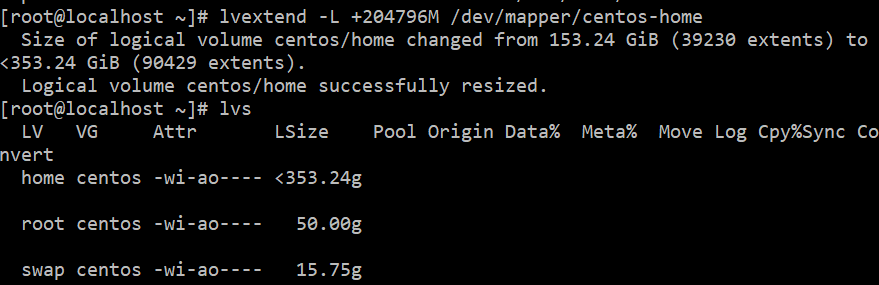 [root@localhost ~]# lvextend -L +204796M /dev/mapper/centos-home
  Size of logical volume centos/home changed from 153.24 GiB (39230 extents) to
<353.24 GiB (90429 extents).
  Logical volume centos/home successfully resized.
[root@localhost ~]# lvs
  LV   VG     Attr       LSize    Pool Origin Data%  Meta%  Move Log Cpy%Sync Co
nvert
  home centos -wi-ao---- <353.24g
  root centos -wi-ao----   50.00g
  swap centos -wi-ao----   15.75g